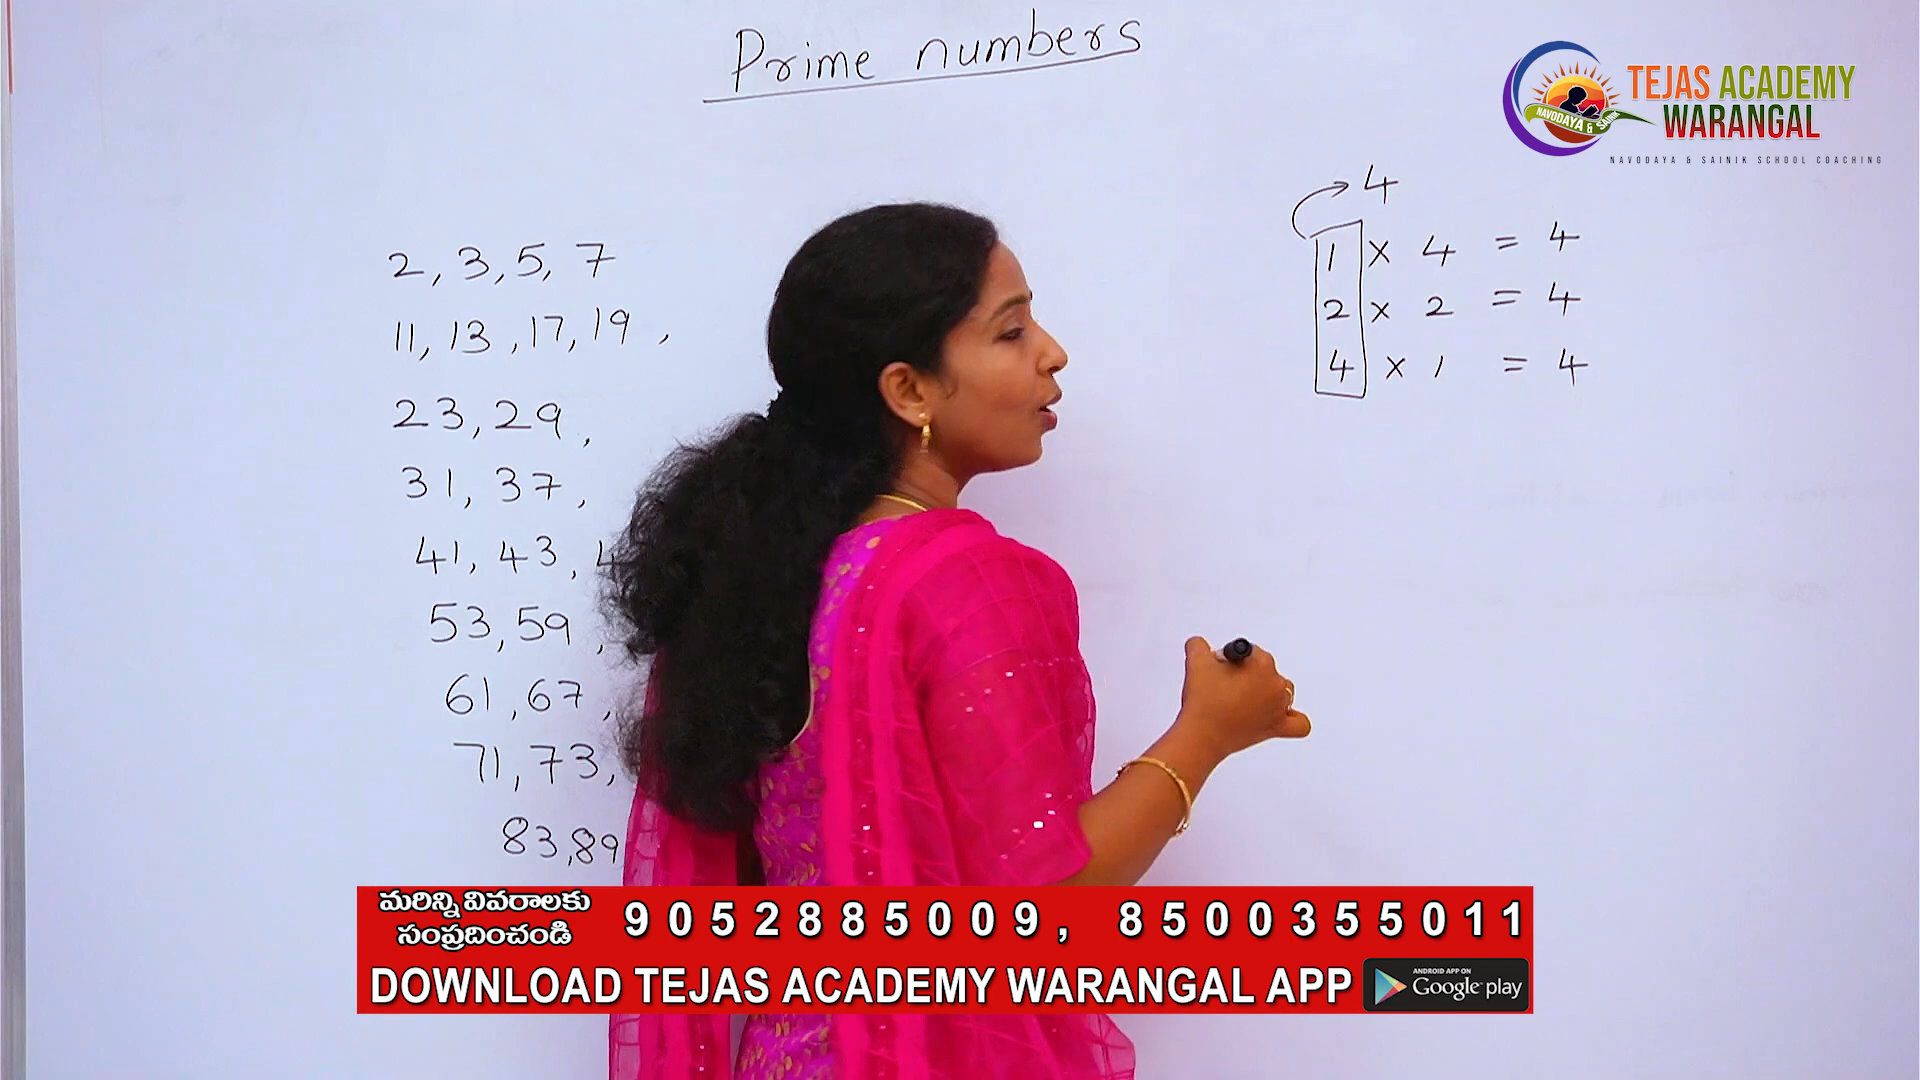 Prime numbers
TEJAS ACADEMY
WARANGAL
NAVODAYA & SAINIK
NAVODAYA & SAINIK SCHOOL COACHING
4
1 × 4 = 4
2 × 2 = 4
4 × 1 = 4
2, 3, 5, 7
11, 13, 17, 19,
23, 29,
31, 37,
41, 43,
53, 59,
61, 67,
71, 73,
83, 89
మరిన్ని వివరాలకు
సంప్రదించండి
9052885009, 8500355011
DOWNLOAD TEJAS ACADEMY WARANGAL APP
ANDROID APP ON
Google play